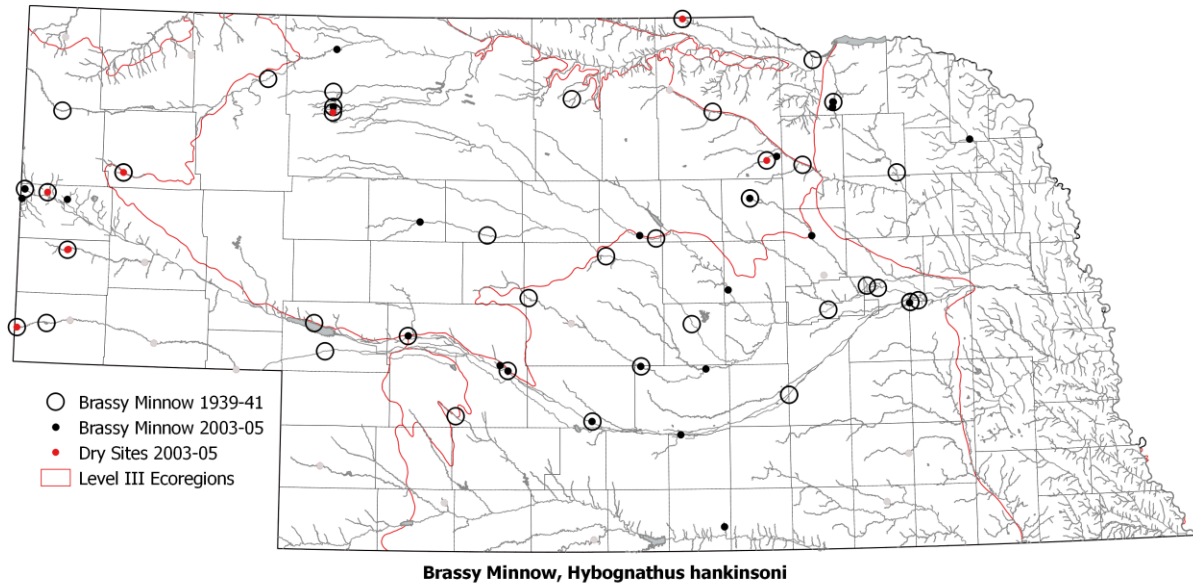 Brassy Minnow 1939-41
Brassy Minnow 2003-05
Dry Sites 2003-05
Level III Ecoregions
Brassy Minnow, Hybognathus hankinsoni